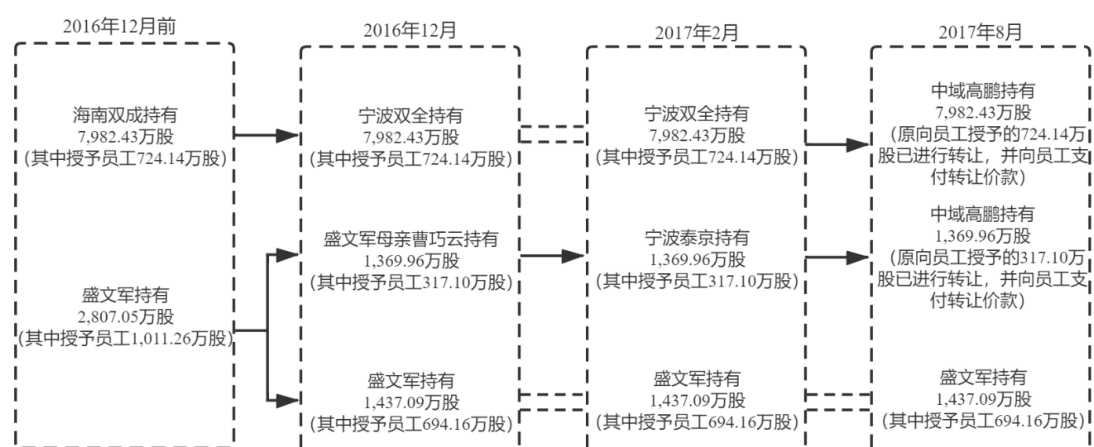 2016年12月前
海南双成持有
7,982.43万股
(其中授予员工724.14万股)
盛文军持有
2,807.05万股
(其中授予员工1,011.26万股)
2016年12月
宁波双全持有
7,982.43万股
(其中授予员工724.14万股)
盛文军母亲曹巧云持有
1,369.96万股
(其中授予员工317.10万股)
盛文军持有
1,437.09万股
(其中授予员工694.16万股)
2017年2月
宁波双全持有
7,982.43万股
(其中授予员工724.14万股)
宁波泰京持有
1,369.96万股
(其中授予员工317.10万股)
盛文军持有
1,437.09万股
(其中授予员工694.16万股)
2017年8月
中域高鹏持有
7,982.43万股
(原向员工授予的724.14万
股已进行转让，并向员工支
付转让价款)
中域高鹏持有
1,369.96万股
(原向员工授予的317.10万
股已进行转让，并向员工支
付转让价款)
盛文军持有
1,437.09万股
(其中授予员工694.16万股)